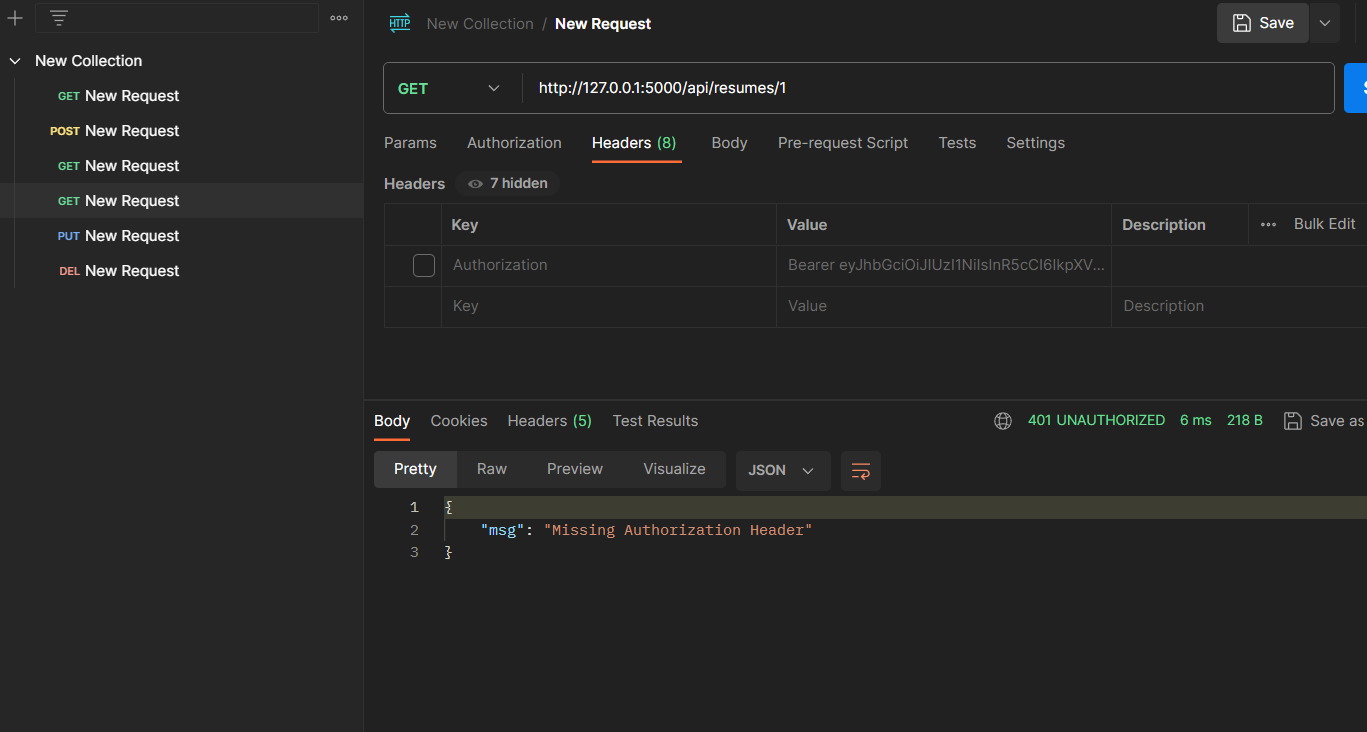 HTTP New Collection / New Request
Save
New Collection
GET New Request
POST New Request
GET New Request
GET New Request
PUT New Request
DEL New Request
GET http://127.0.0.1:5000/api/resumes/1
Params Authorization Headers (8) Body Pre-request Script Tests Settings
Headers 7 hidden
Key Value Description Bulk Edit
Authorization Bearer eyJhbGciOiJIUzI1NiIsInR5cCI6IkpXV...
Key Value Description
Body Cookies Headers (5) Test Results 401 UNAUTHORIZED 6 ms 218 B Save as
Pretty Raw Preview Visualize JSON
1 {
2 "msg": "Missing Authorization Header"
3 }